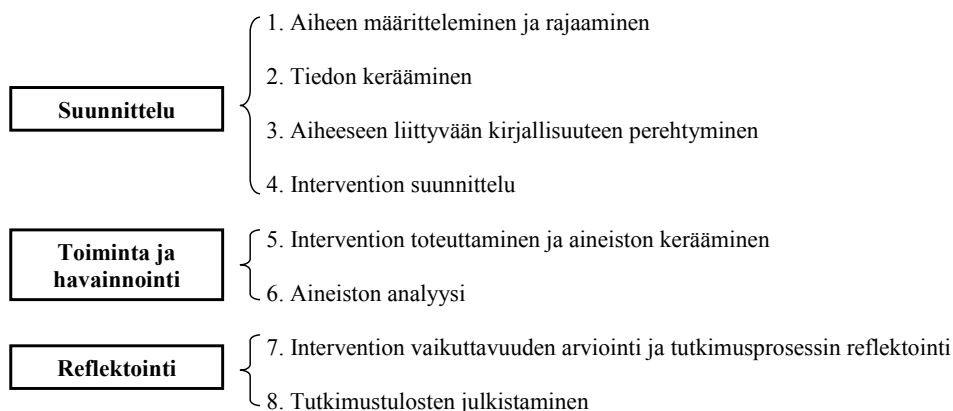 1. Aiheen määritteleminen ja rajaaminen
2. Tiedon kerääminen
Suunnittelu
3. Aiheeseen liittyvään kirjallisuuteen perehtyminen
4. Intervention suunnittelu
Toiminta ja
havainnointi
5. Intervention toteuttaminen ja aineiston kerääminen
6. Aineiston analyysi
Reflektointi
7. Intervention vaikuttavuuden arviointi ja tutkimusprosessin reflektointi
8. Tutkimustulosten julkistaminen